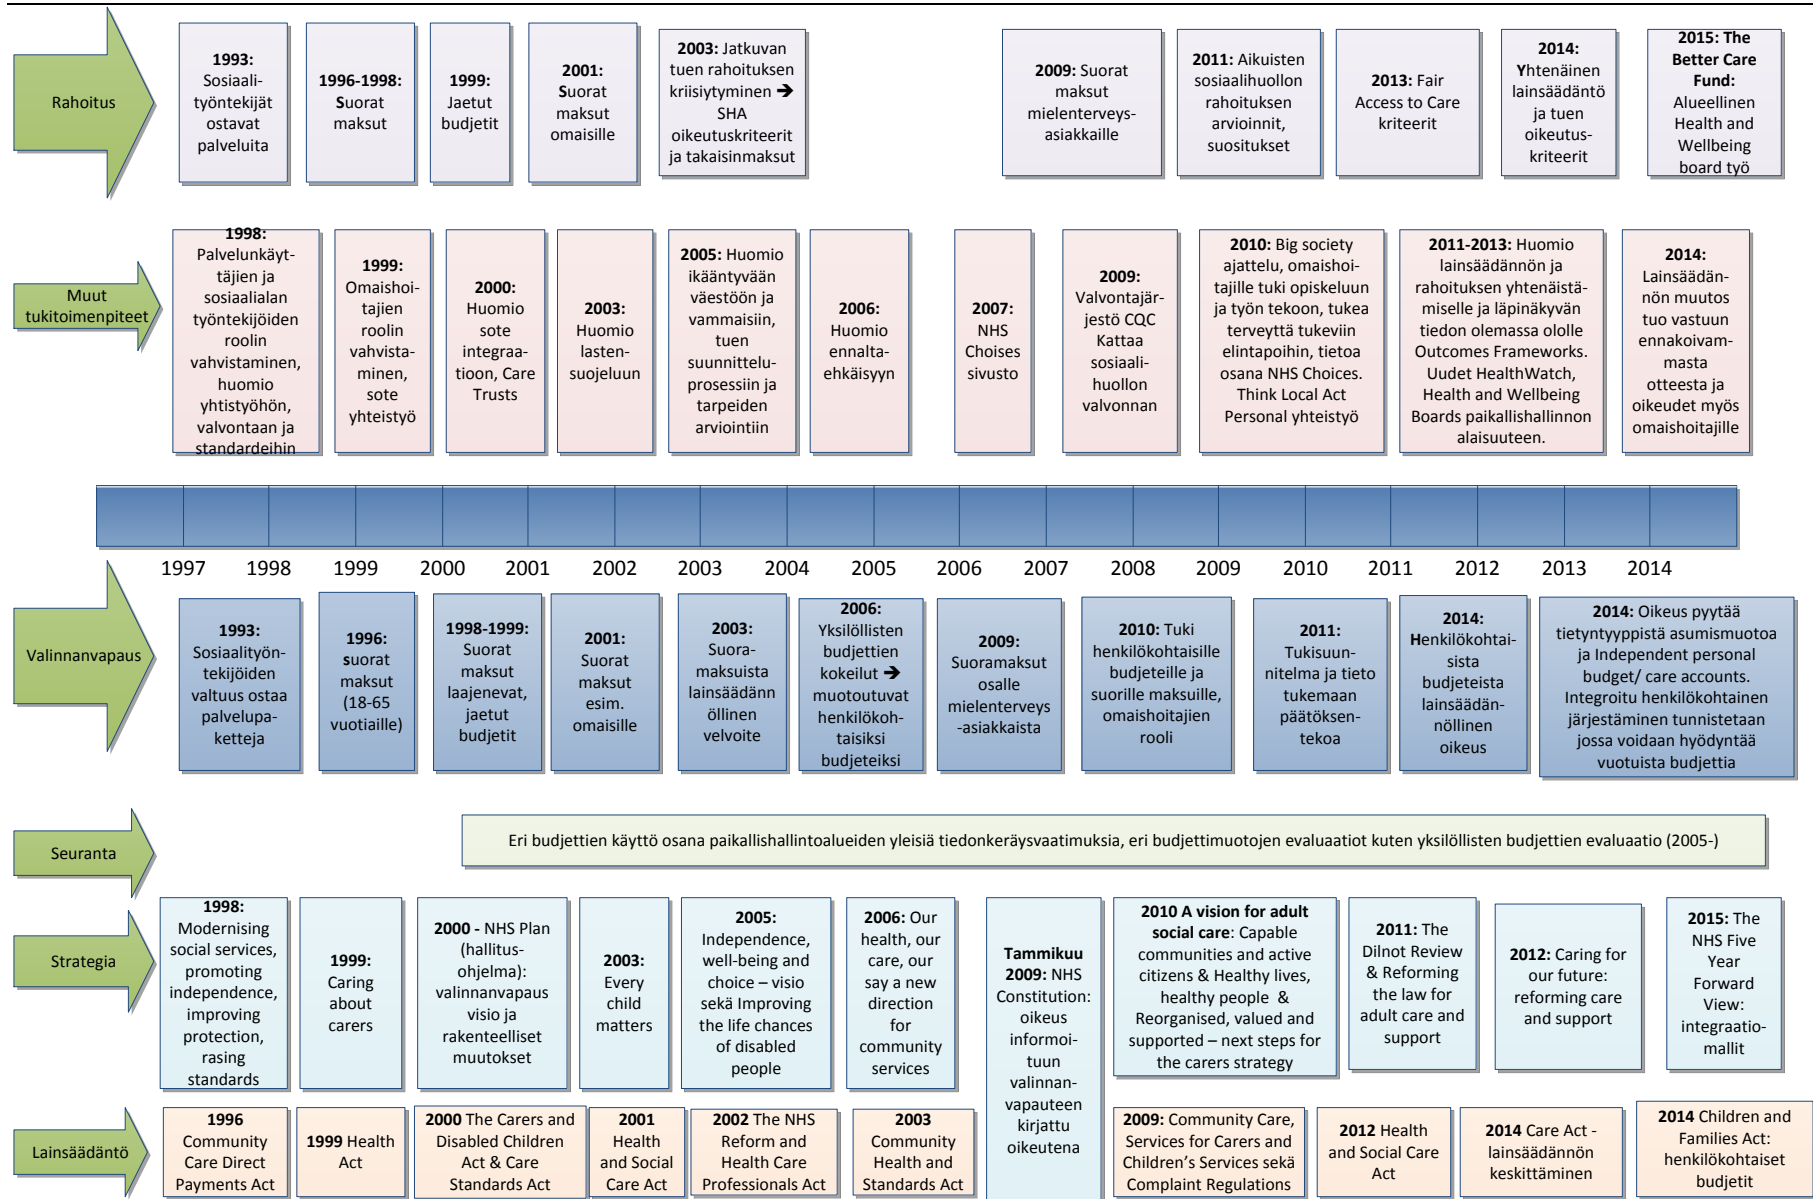 Rahoitus
1993:
Sosiaali-
työntekijät
ostavat
palveluita
1996-1998:
Suorat
maksut
1999:
Jaetut
budjetit
2001:
Suorat
maksut
omaisille
2003: Jatkuvan
tuen rahoituksen
kriisiytyminen ➔
SHA
oikeutuskriteerit
ja takaisinmaksut
2009: Suorat
maksut
mielenterveys-
asiakkaille
2011: Aikuisten
sosiaalihuollon
rahoituksen
arvioinnit,
suositukset
2013: Fair
Access to Care
kriteerit
2014:
Yhtenäinen
lainsäädäntö
ja tuen
oikeutus-
kriteerit
2015: The
Better Care
Fund:
Alueellinen
Health and
Wellbeing
board työ
Muut
tukitoimenpiteet
1998:
Palvelunkäyt-
täjien ja
sosiaalialan
työntekijöiden
roolin
vahvistaminen,
huomio
yhtistyöhön,
valvontaan ja
standardeihin
1999:
Omaishoi-
tajien
roolin
vahvista-
minen,
sote
yhteistyö
2000:
Huomio
sote
integraa-
tioon, Care
Trusts
2003:
Huomio
lasten-
suojeluun
2005: Huomio
ikääntyvään
väestöön ja
vammaisiin,
tuen
suunnittelu-
prosessiin ja
tarpeiden
arviointiin
2006:
Huomio
ennalta-
ehkäisyyn
2007:
NHS
Choises
sivusto
2009:
Valvontajär-
jestö CQC
Kattaa
sosiaali-
huollon
valvonnan
2010: Big society
ajattelu, omaishoi-
tajille tuki opiskeluun
ja työn tekoon, tukea
terveyttä tukeviin
elintapoihin, tietoa
osana NHS Choices.
Think Local Act
Personal yhteistyö
2011-2013: Huomio
lainsäädännön ja
rahoituksen yhtenäistä-
miselle ja läpinäkyvän
tiedon olemassa ololle
Outcomes Frameworks.
Uudet HealthWatch,
Health and Wellbeing
Boards paikallishallinnon
alaisuuteen.
2014:
Lainsäädän-
nön muutos
tuo vastuun
ennakoivam-
masta
otteesta ja
oikeudet myös
omaishoitajille
1997 1998 1999 2000 2001 2002 2003 2004 2005 2006 2007 2008 2009 2010 2011 2012 2013 2014
Valinnanvapaus
1993:
Sosiaalityön-
tekijöiden
valtuus ostaa
palvelupa-
ketteja
1996:
suorat
maksut
(18-65
vuotiaille)
1998-1999:
Suorat
maksut
laajenevat,
jaetut
budjetit
2001:
Suorat
maksut
esim.
omaisille
2003:
Suora-
maksuista
lainsäädänn
öllinen
velvoite
2006:
Yksilöllisten
budjettien
kokeilut ➔
muotoutuvat
henkilökoh-
taisiksi
budjeteiksi
2009:
Suoramaksut
osalle
mielenterveys
-asiakkaista
2010: Tuki
henkilökohtaisille
budjeteille ja
suorille maksuille,
omaishoitajien
rooli
2011:
Tukisuun-
nitelma ja tieto
tukemaan
päätöksen-
tekoa
2014:
Henkilökohtai-
sista
budjeteista
lainsäädän-
nöllinen
oikeus
2014: Oikeus pyytää
tietyntyyppistä asumismuotoa
ja Independent personal
budget/ care accounts.
Integroitu henkilökohtainen
järjestäminen tunnistetaan
jossa voidaan hyödyntää
vuotuista budjettia
Seuranta
Eri budjettien käyttö osana paikallishallintoalueiden yleisiä tiedonkeräysvaatimuksia, eri budjettimuotojen evaluaatiot kuten yksilöllisten budjettien evaluaatio (2005-)
Strategia
1998:
Modernising
social services,
promoting
independence,
improving
protection,
rasing
standards
1999:
Caring
about
carers
2000 - NHS Plan
(hallitus-
ohjelma):
valinnanvapaus
visio ja
rakenteelliset
muutokset
2003:
Every
child
matters
2005:
Independence,
well-being and
choice – visio
sekä Improving
the life chances
of disabled
people
2006: Our
health, our
care, our
say a new
direction
for
community
services
Tammikuu
2009: NHS
Constitution:
oikeus
informoi-
tuun
valinnan-
vapauteen
kirjattu
oikeutena
2010 A vision for adult
social care: Capable
communities and active
citizens & Healthy lives,
healthy people &
Reorganised, valued and
supported – next steps for
the carers strategy
2011: The
Dilnot Review
& Reforming
the law for
adult care and
support
2012: Caring for
our future:
reforming care
and support
2015: The
NHS Five
Year
Forward
View:
integraatio-
mallit
Lainsäädäntö
1996
Community
Care Direct
Payments Act
1999 Health
Act
2000 The Carers and
Disabled Children
Act & Care
Standards Act
2001
Health
and Social
Care Act
2002 The NHS
Reform and
Health Care
Professionals Act
2003
Community
Health and
Standards Act
2009: Community Care,
Services for Carers and
Children's Services sekä
Complaint Regulations
2012 Health
and Social Care
Act
2014 Care Act -
lainsäädännön
keskittäminen
2014 Children and
Families Act:
henkilökohtaiset
budjetit